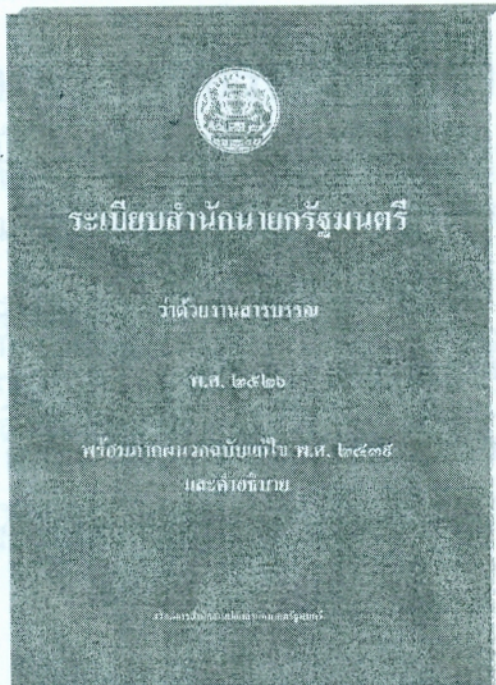 ระเบียบสำนักนายกรัฐมนตรี
ว่าด้วยงานสารบรรณ
พ.ศ. ๒๕๒๖
พร้อมภาคผนวกฉบับแก้ไข พ.ศ. ๒๕๓๙
และคำอธิบาย